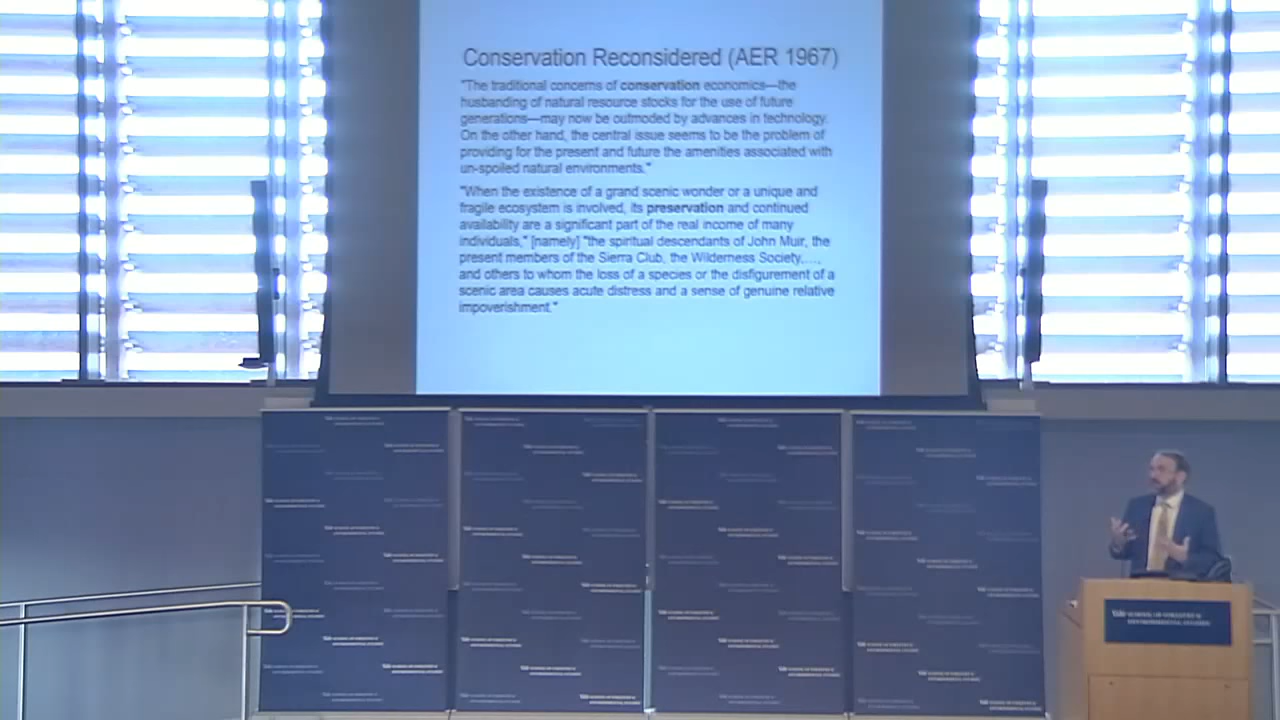 Conservation Reconsidered (AER 1967)
"The traditional concerns of conservation economics—the
husbanding of natural resource stocks for the use of future
generations—may now be outmoded by advances in technology.
On the other hand, the central issue seems to be the problem of
providing for the present and future the amenities associated with
un-spoiled natural environments."
"When the existence of a grand scenic wonder or a unique and
fragile ecosystem is involved, its preservation and continued
availability are a significant part of the real income of many
individuals," [namely] "the spiritual descendants of John Muir, the
present members of the Sierra Club, the Wilderness Society,...,
and others to whom the loss of a species or the disfigurement of a
scenic area causes acute distress and a sense of genuine relative
impoverishment."
Yale SCHOOL OF FORESTRY &
ENVIRONMENTAL STUDIES